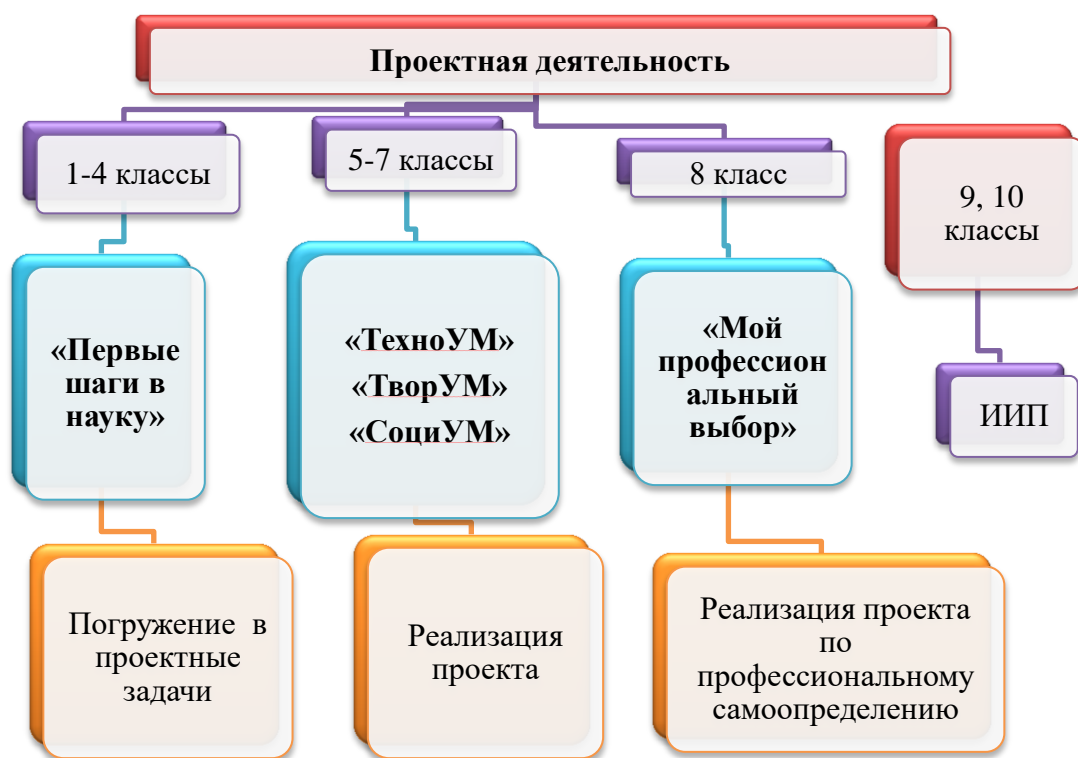 Проектная деятельность
1-4 классы
5-7 классы
8 класс
9, 10
классы
«Первые
шаги в
науку»
«ТехноУМ»
«ТворУМ»
«СоциУМ»
«Мой
профессион
альный
выбор»
ИИП
Погружение в
проектные
задачи
Реализация
проекта
Реализация проекта
по
профессиональному
самоопределению